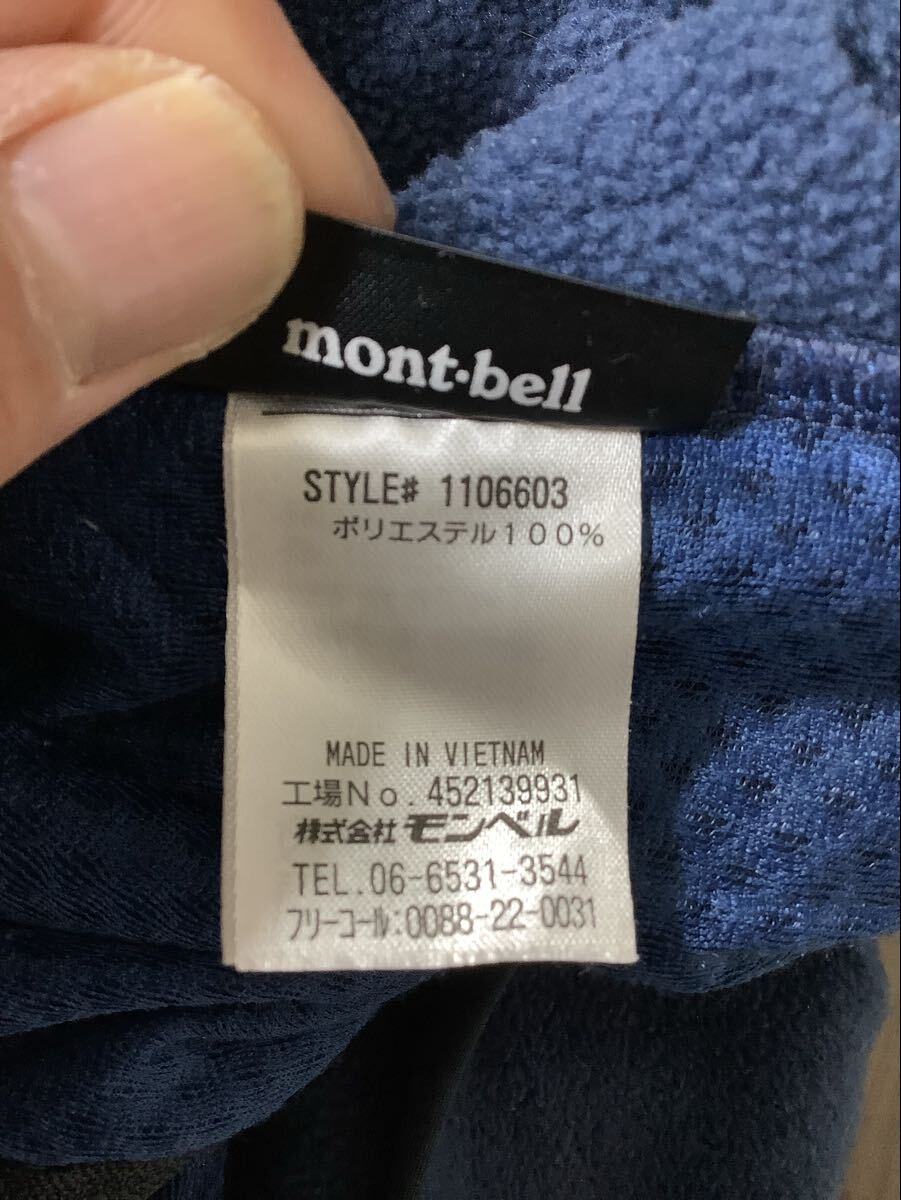 mont-bell
STYLE# 1106603
ポリエステル100%
MADE IN VIETNAM
工場No. 452139931
株式会社モンベル
TEL.06-6531-3544
フリーコール:0088-22-0031